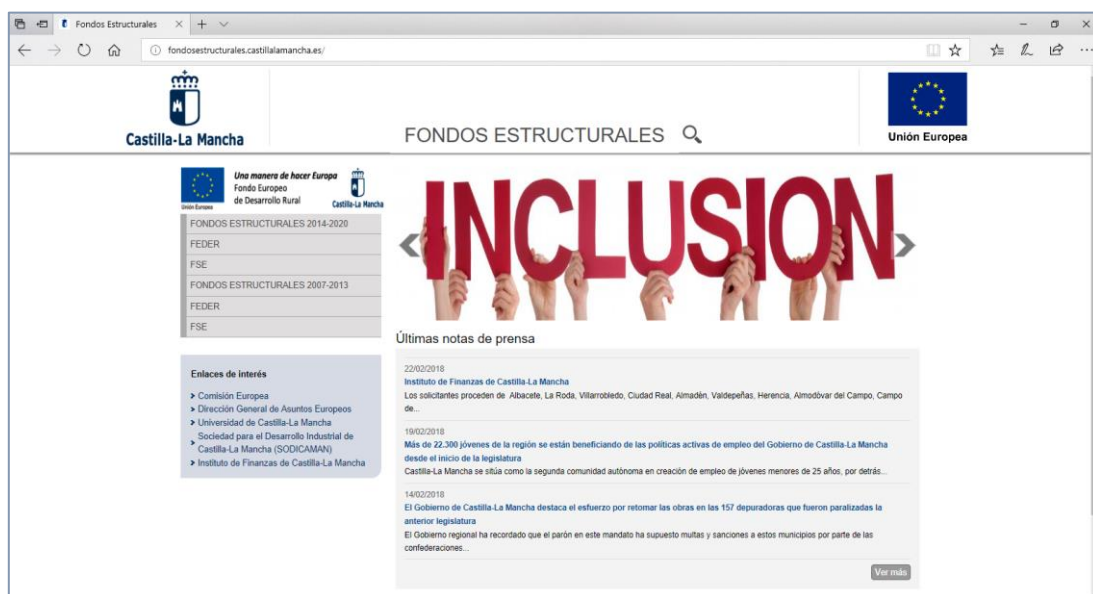 Fondos Estructurales
fondosestructurales.castillalamancha.es/
Castilla-La Mancha
FONDOS ESTRUCTURALES
Unión Europea
Unión Europea
Una manera de hacer Europa
Fondo Europeo
de Desarrollo Rural
Castilla-La Mancha
FONDOS ESTRUCTURALES 2014-2020
FEDER
FSE
FONDOS ESTRUCTURALES 2007-2013
FEDER
FSE
INCLUSION
Enlaces de interés
Comisión Europea
Dirección General de Asuntos Europeos
Universidad de Castilla-La Mancha
Sociedad para el Desarrollo Industrial de
Castilla-La Mancha (SODICAMAN)
Instituto de Finanzas de Castilla-La Mancha
Últimas notas de prensa
22/02/2018
Instituto de Finanzas de Castilla-La Mancha
Los solicitantes proceden de Albacete, La Roda, Villarrobledo, Ciudad Real, Almadén, Valdepeñas, Herencia, Almodóvar del Campo, Campo
de...
19/02/2018
Más de 22.300 jóvenes de la región se están beneficiando de las políticas activas de empleo del Gobierno de Castilla-La Mancha
desde el inicio de la legislatura
Castilla-La Mancha se sitúa como la segunda comunidad autónoma en creación de empleo de jóvenes menores de 25 años, por detrás...
14/02/2018
El Gobierno de Castilla-La Mancha destaca el esfuerzo por retomar las obras en las 157 depuradoras que fueron paralizadas la
anterior legislatura
El Gobierno regional ha recordado que el parón en este mandato ha supuesto multas y sanciones a estos municipios por parte de las
confederaciones...
Ver más